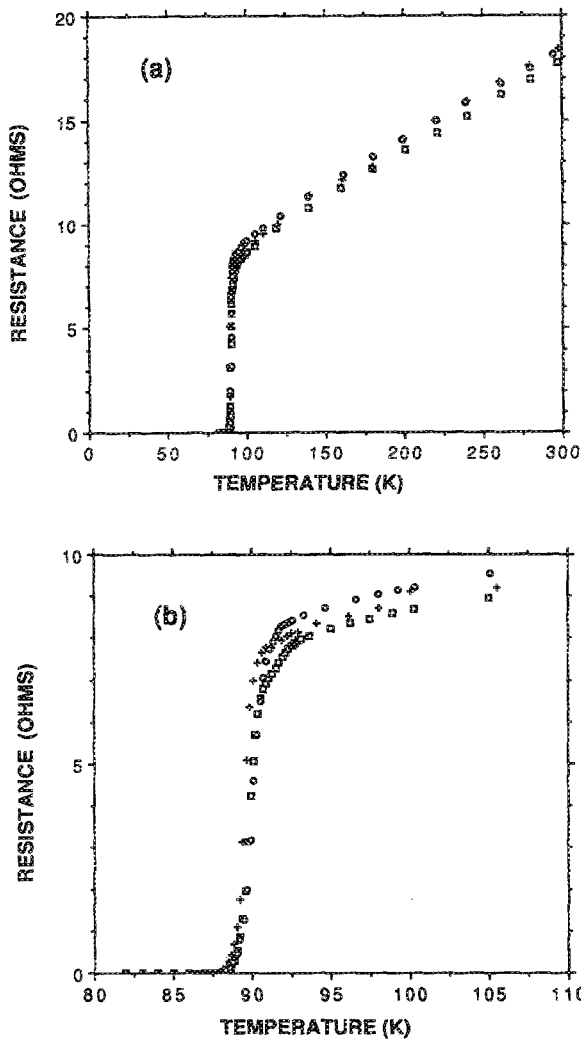 20
15
10
5
0
RESISTANCE (OHMS)
(a)
0 50 100 150 200 250 300
TEMPERATURE (K)
10
5
0
RESISTANCE (OHMS)
(b)
80 85 90 95 100 105 110
TEMPERATURE (K)